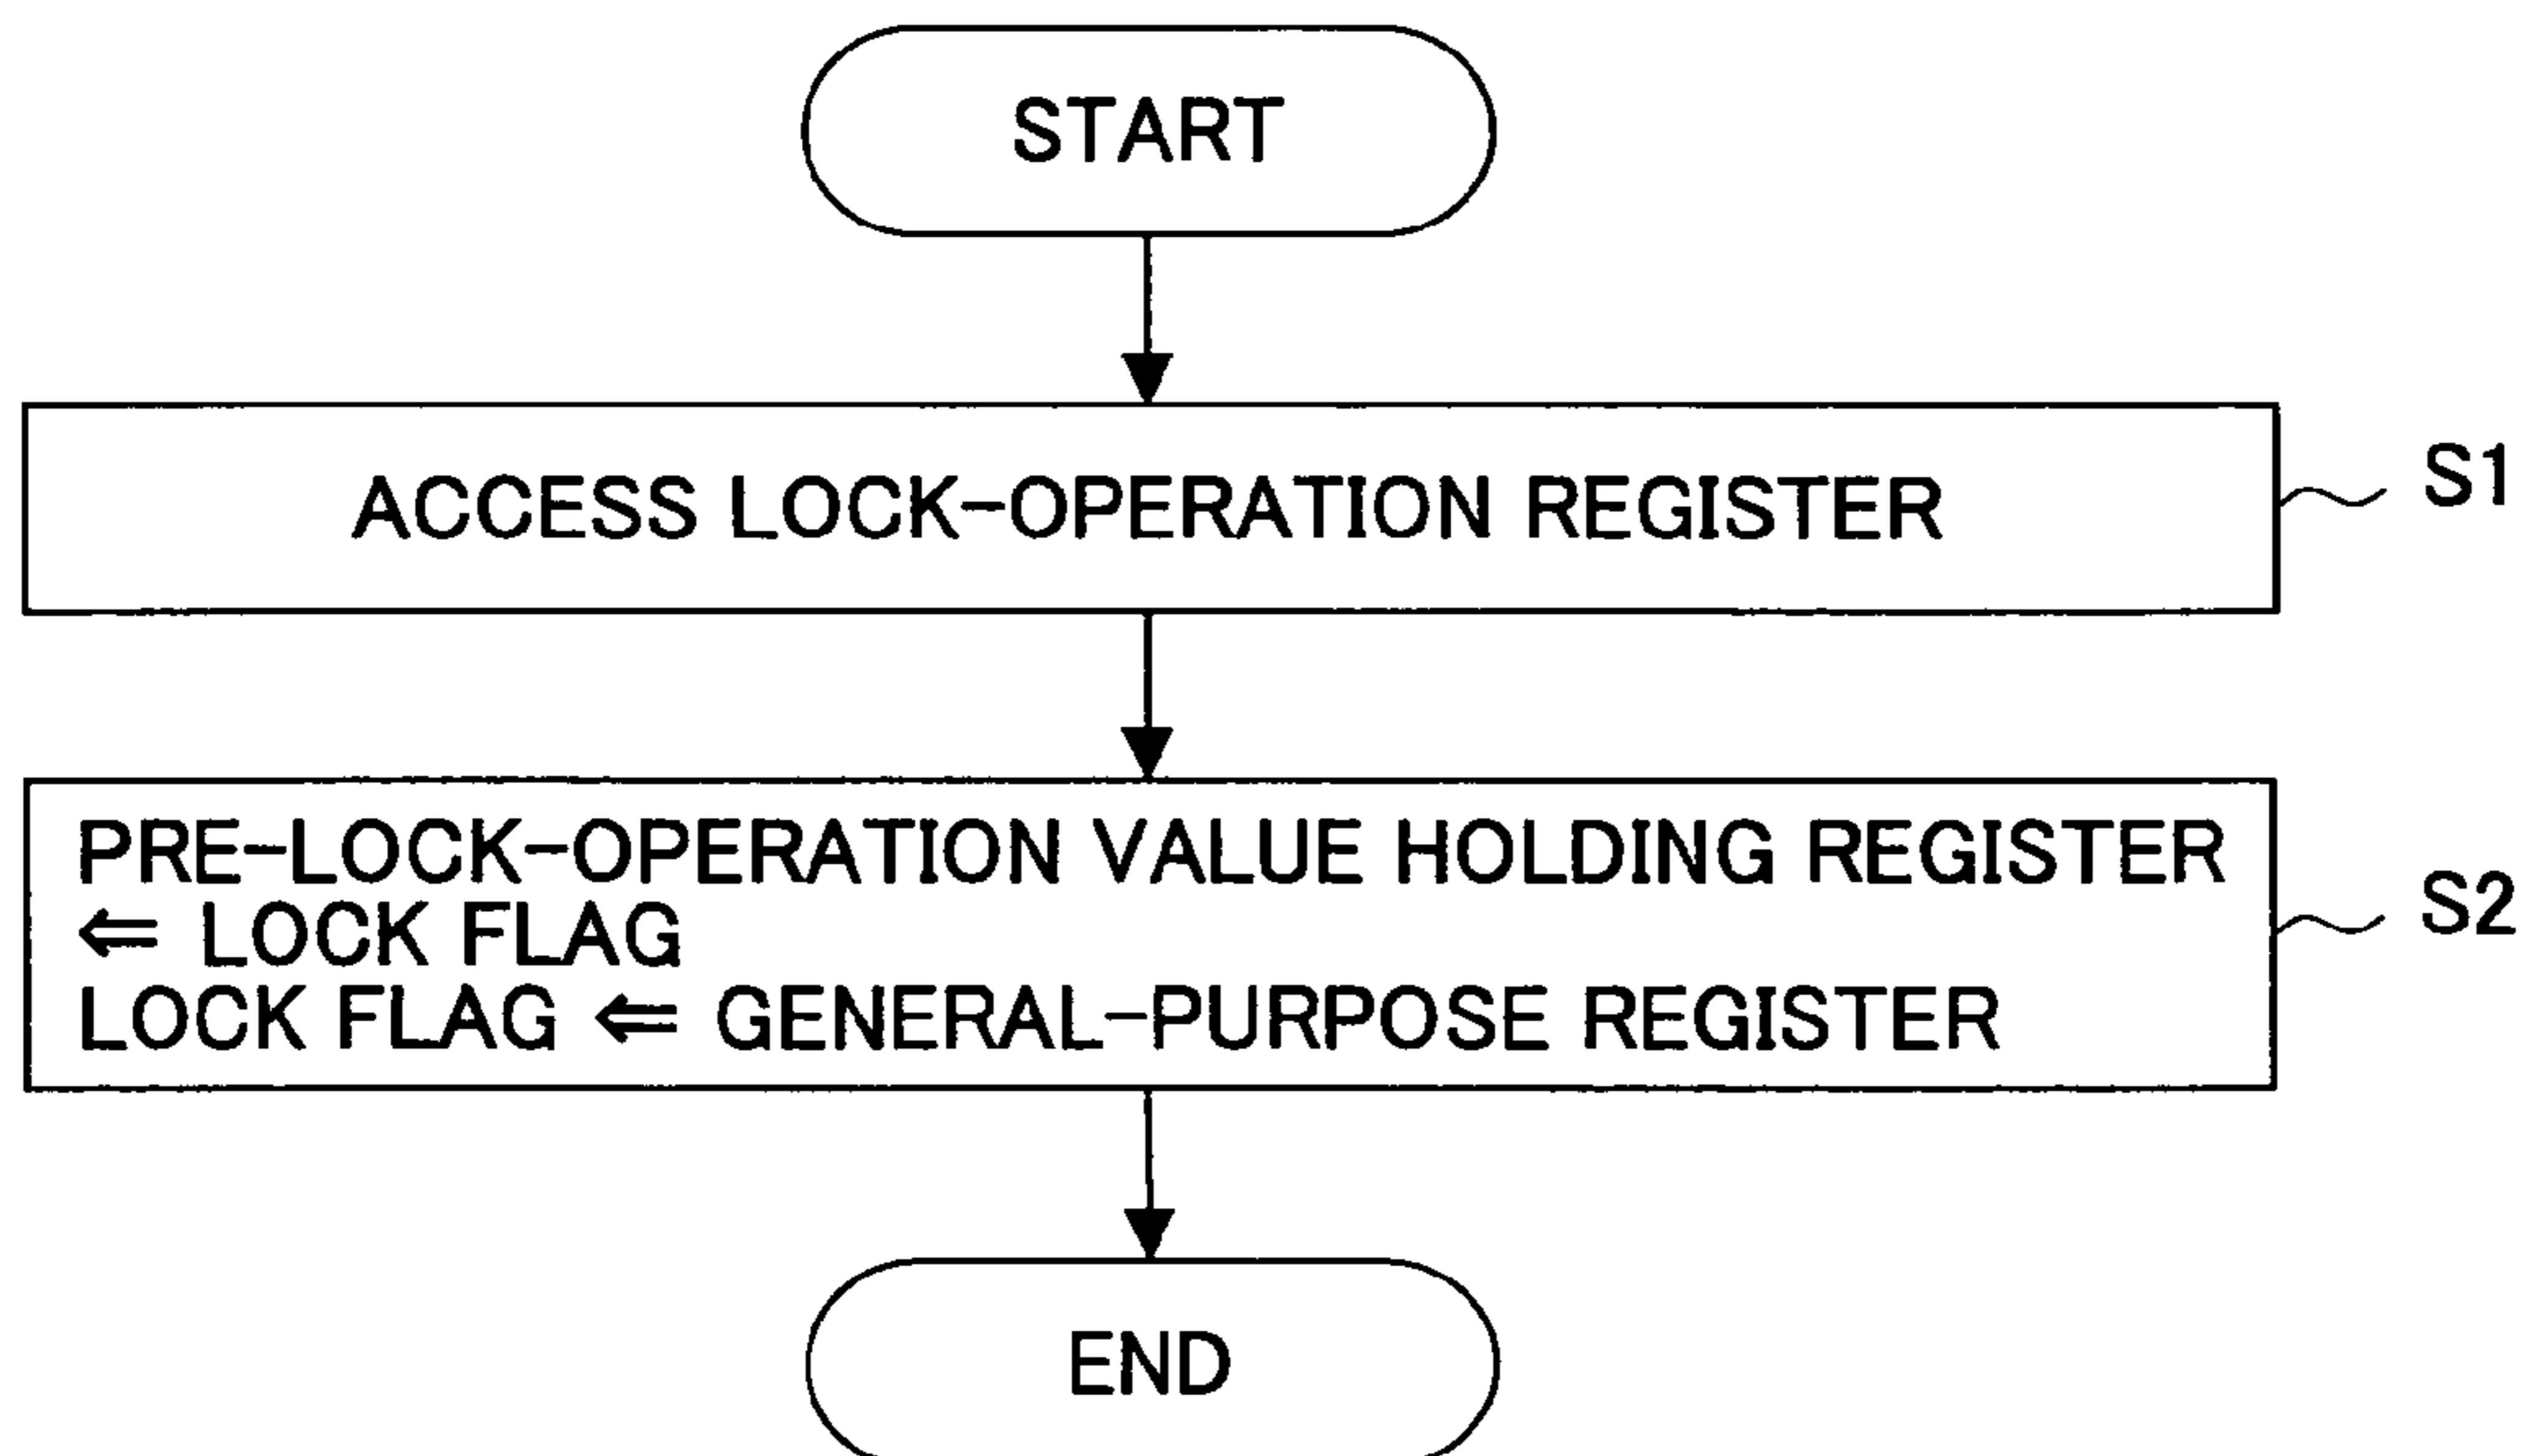 START
ACCESS LOCK-OPERATION REGISTER
S1
PRE-LOCK-OPERATION VALUE HOLDING REGISTER
⇐ LOCK FLAG
LOCK FLAG ⇐ GENERAL-PURPOSE REGISTER
S2
END